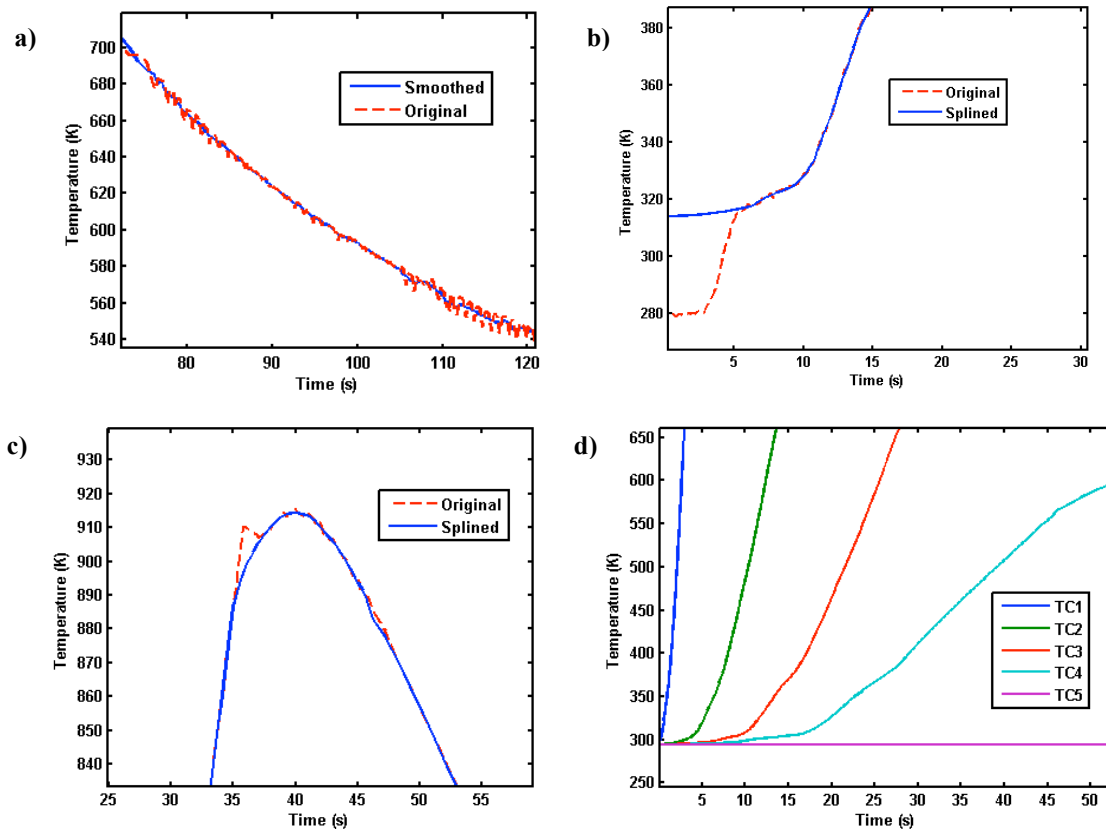 a)
700
680
660
640
620
600
580
560
540
Temperature (K)
80 90 100 110 120
Time (s)
Smoothed
Original
b)
380
360
340
320
300
280
Temperature (K)
5 10 15 20 25 30
Time (s)
Original
Splined
c)
930
920
910
900
890
880
870
860
850
840
Temperature (K)
25 30 35 40 45 50 55
Time (s)
Original
Splined
d)
650
600
550
500
450
400
350
300
250
Temperature (K)
5 10 15 20 25 30 35 40 45 50
Time (s)
TC1
TC2
TC3
TC4
TC5